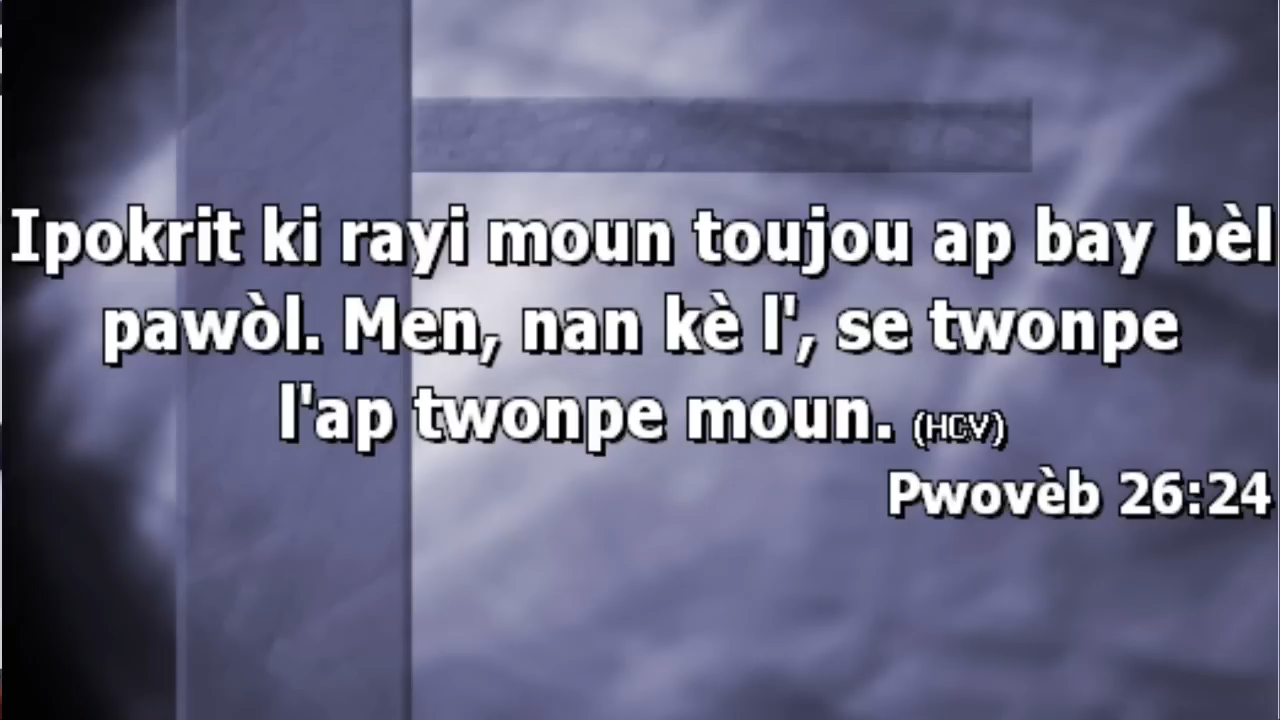 Ipokrit ki rayi moun toujou ap bay bèl
pawòl. Men, nan kè l', se twonpe
l'ap twonpe moun. (HCV)
Pwovèb 26:24